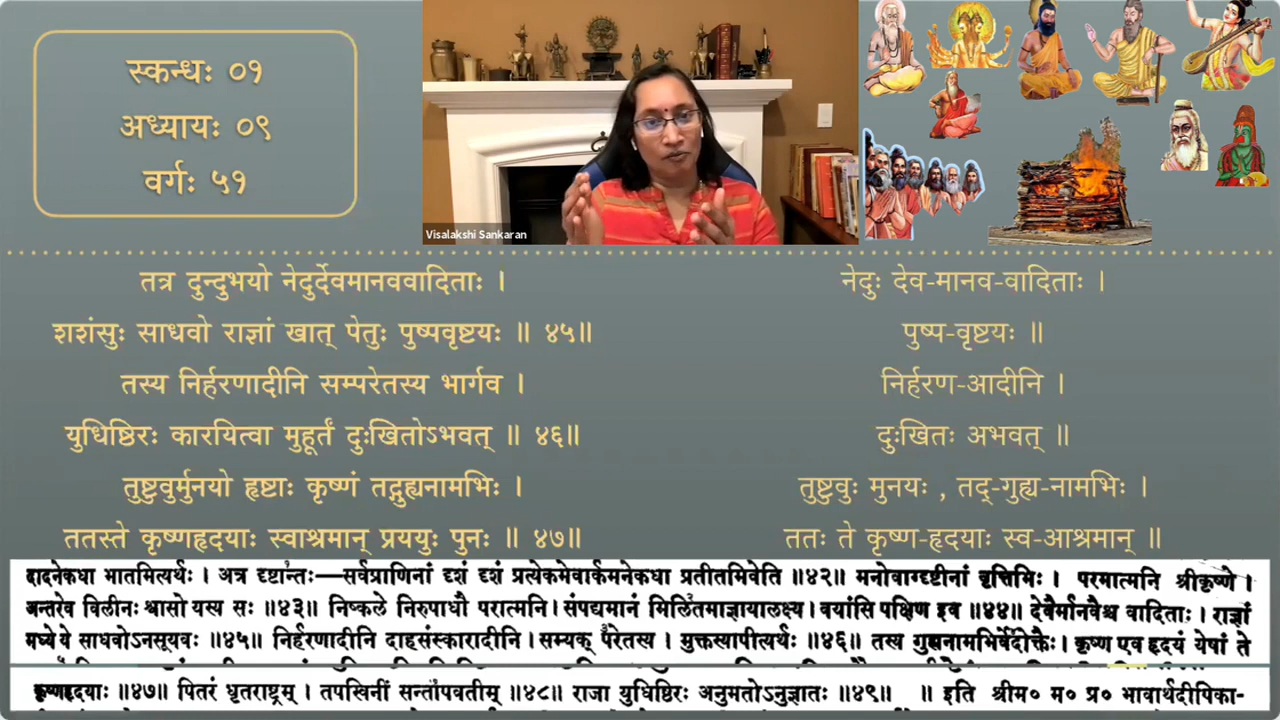 स्कन्धः ०१
अध्यायः ०९
वर्गः ५१
Visalakshi Sankaran
तत्र दुन्दुभयो नेदुर्देवमानववादिताः ।
शशंसुः साधवो राज्ञां खात् पेतुः पुष्पवृष्टयः ॥ ४५॥
तस्य निर्हरणादीनि सम्परेतस्य भार्गव ।
युधिष्ठिरः कारयित्वा मुहूर्तं दुःखितोऽभवत् ॥ ४६॥
तुष्टुवुर्मुनयो हृष्टाः कृष्णं तद्गुह्यनामभिः ।
ततस्ते कृष्णहृदयाः स्वाश्रमान् प्रययुः पुनः ॥ ४७॥
नेदुः देव-मानव-वादिताः ।
पुष्प-वृष्टयः ॥
निर्हरण-आदीनि ।
दुःखितः अभवत् ॥
तुष्टुवुः मुनयः , तद्-गुह्य-नामभिः ।
ततः ते कृष्ण-हृदयाः स्व-आश्रमान् ॥
दादनेकधा भातमित्यर्थः । अत्र दृष्टान्तः—सर्वप्राणिनां दृशं दृशं प्रत्येकमेवार्कमनेकधा प्रतीतमिवेति ॥४२॥ मनोवाग्दृष्टीनां वृत्तिमिः । परमात्मनि श्रीकृष्णे ।
अन्तरेव विलीनः श्वासो यस्य सः ॥४३॥ निष्कले निरुपाधौ परात्मनि । संपद्यमानं मिलितमाज्ञायालक्ष्य । वयांसि पक्षिण इव ॥४४॥ देवैर्मानवैश्च वादिताः । राज्ञां
मध्ये ये साधवोऽनसूयवः ॥४५॥ निर्हरणादीनि दाहसंस्कारादीनि । सम्यक् परेतस्य । मुक्तस्यापीत्यर्थः ॥४६॥ तस्य गुह्यनामभिर्वेदोक्तैः । कृष्ण एव हृदयं येषां ते
कृष्णहृदयाः ॥४७॥ पितरं धृतराष्ट्रम् । तपस्विनीं सन्तापवतीम् ॥४८॥ राजा युधिष्ठिरः अनुमतोऽनुज्ञातः ॥४९॥ ॥ इति श्रीम० म० प्र० भावार्थदीपिका-